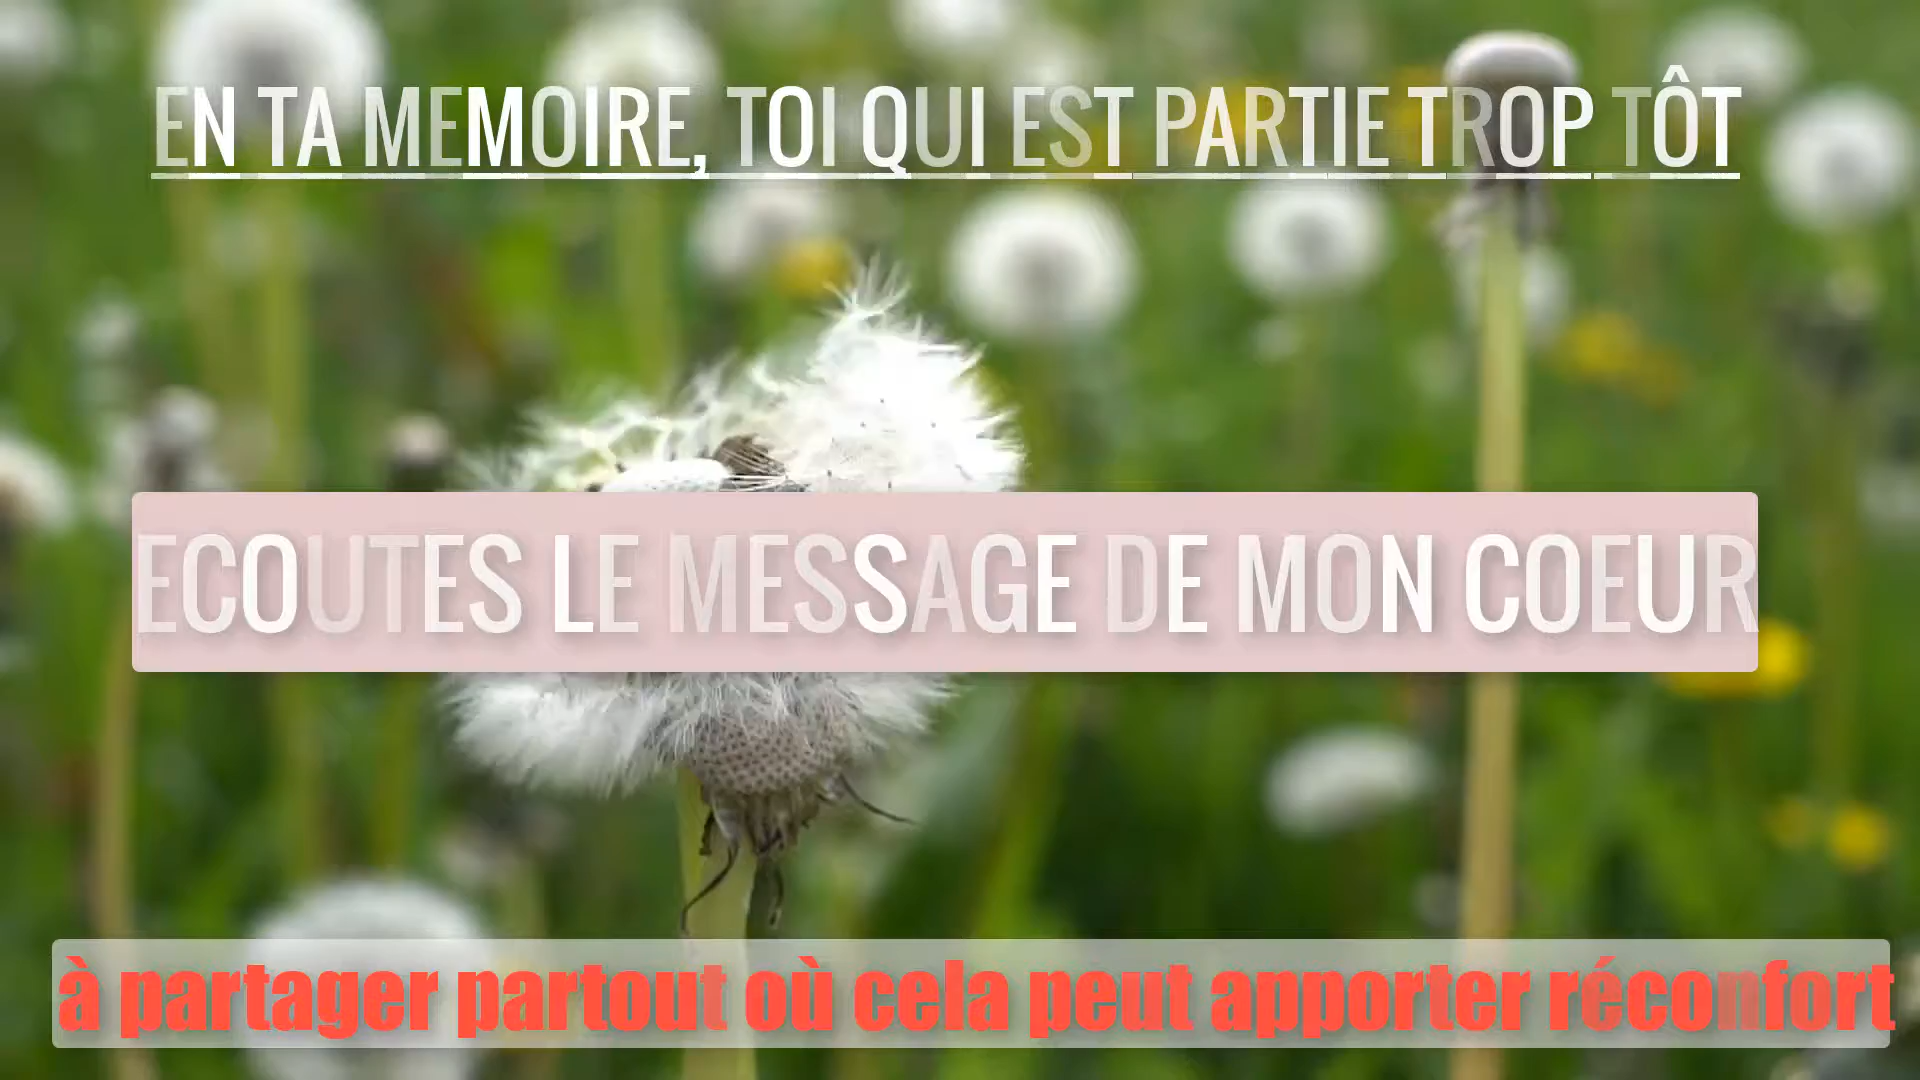 EN TA MEMOIRE, TOI QUI EST PARTIE TROP TÔT
ECOUTES LE MESSAGE DE MON COEUR
à partager partout où cela peut apporter réconfort